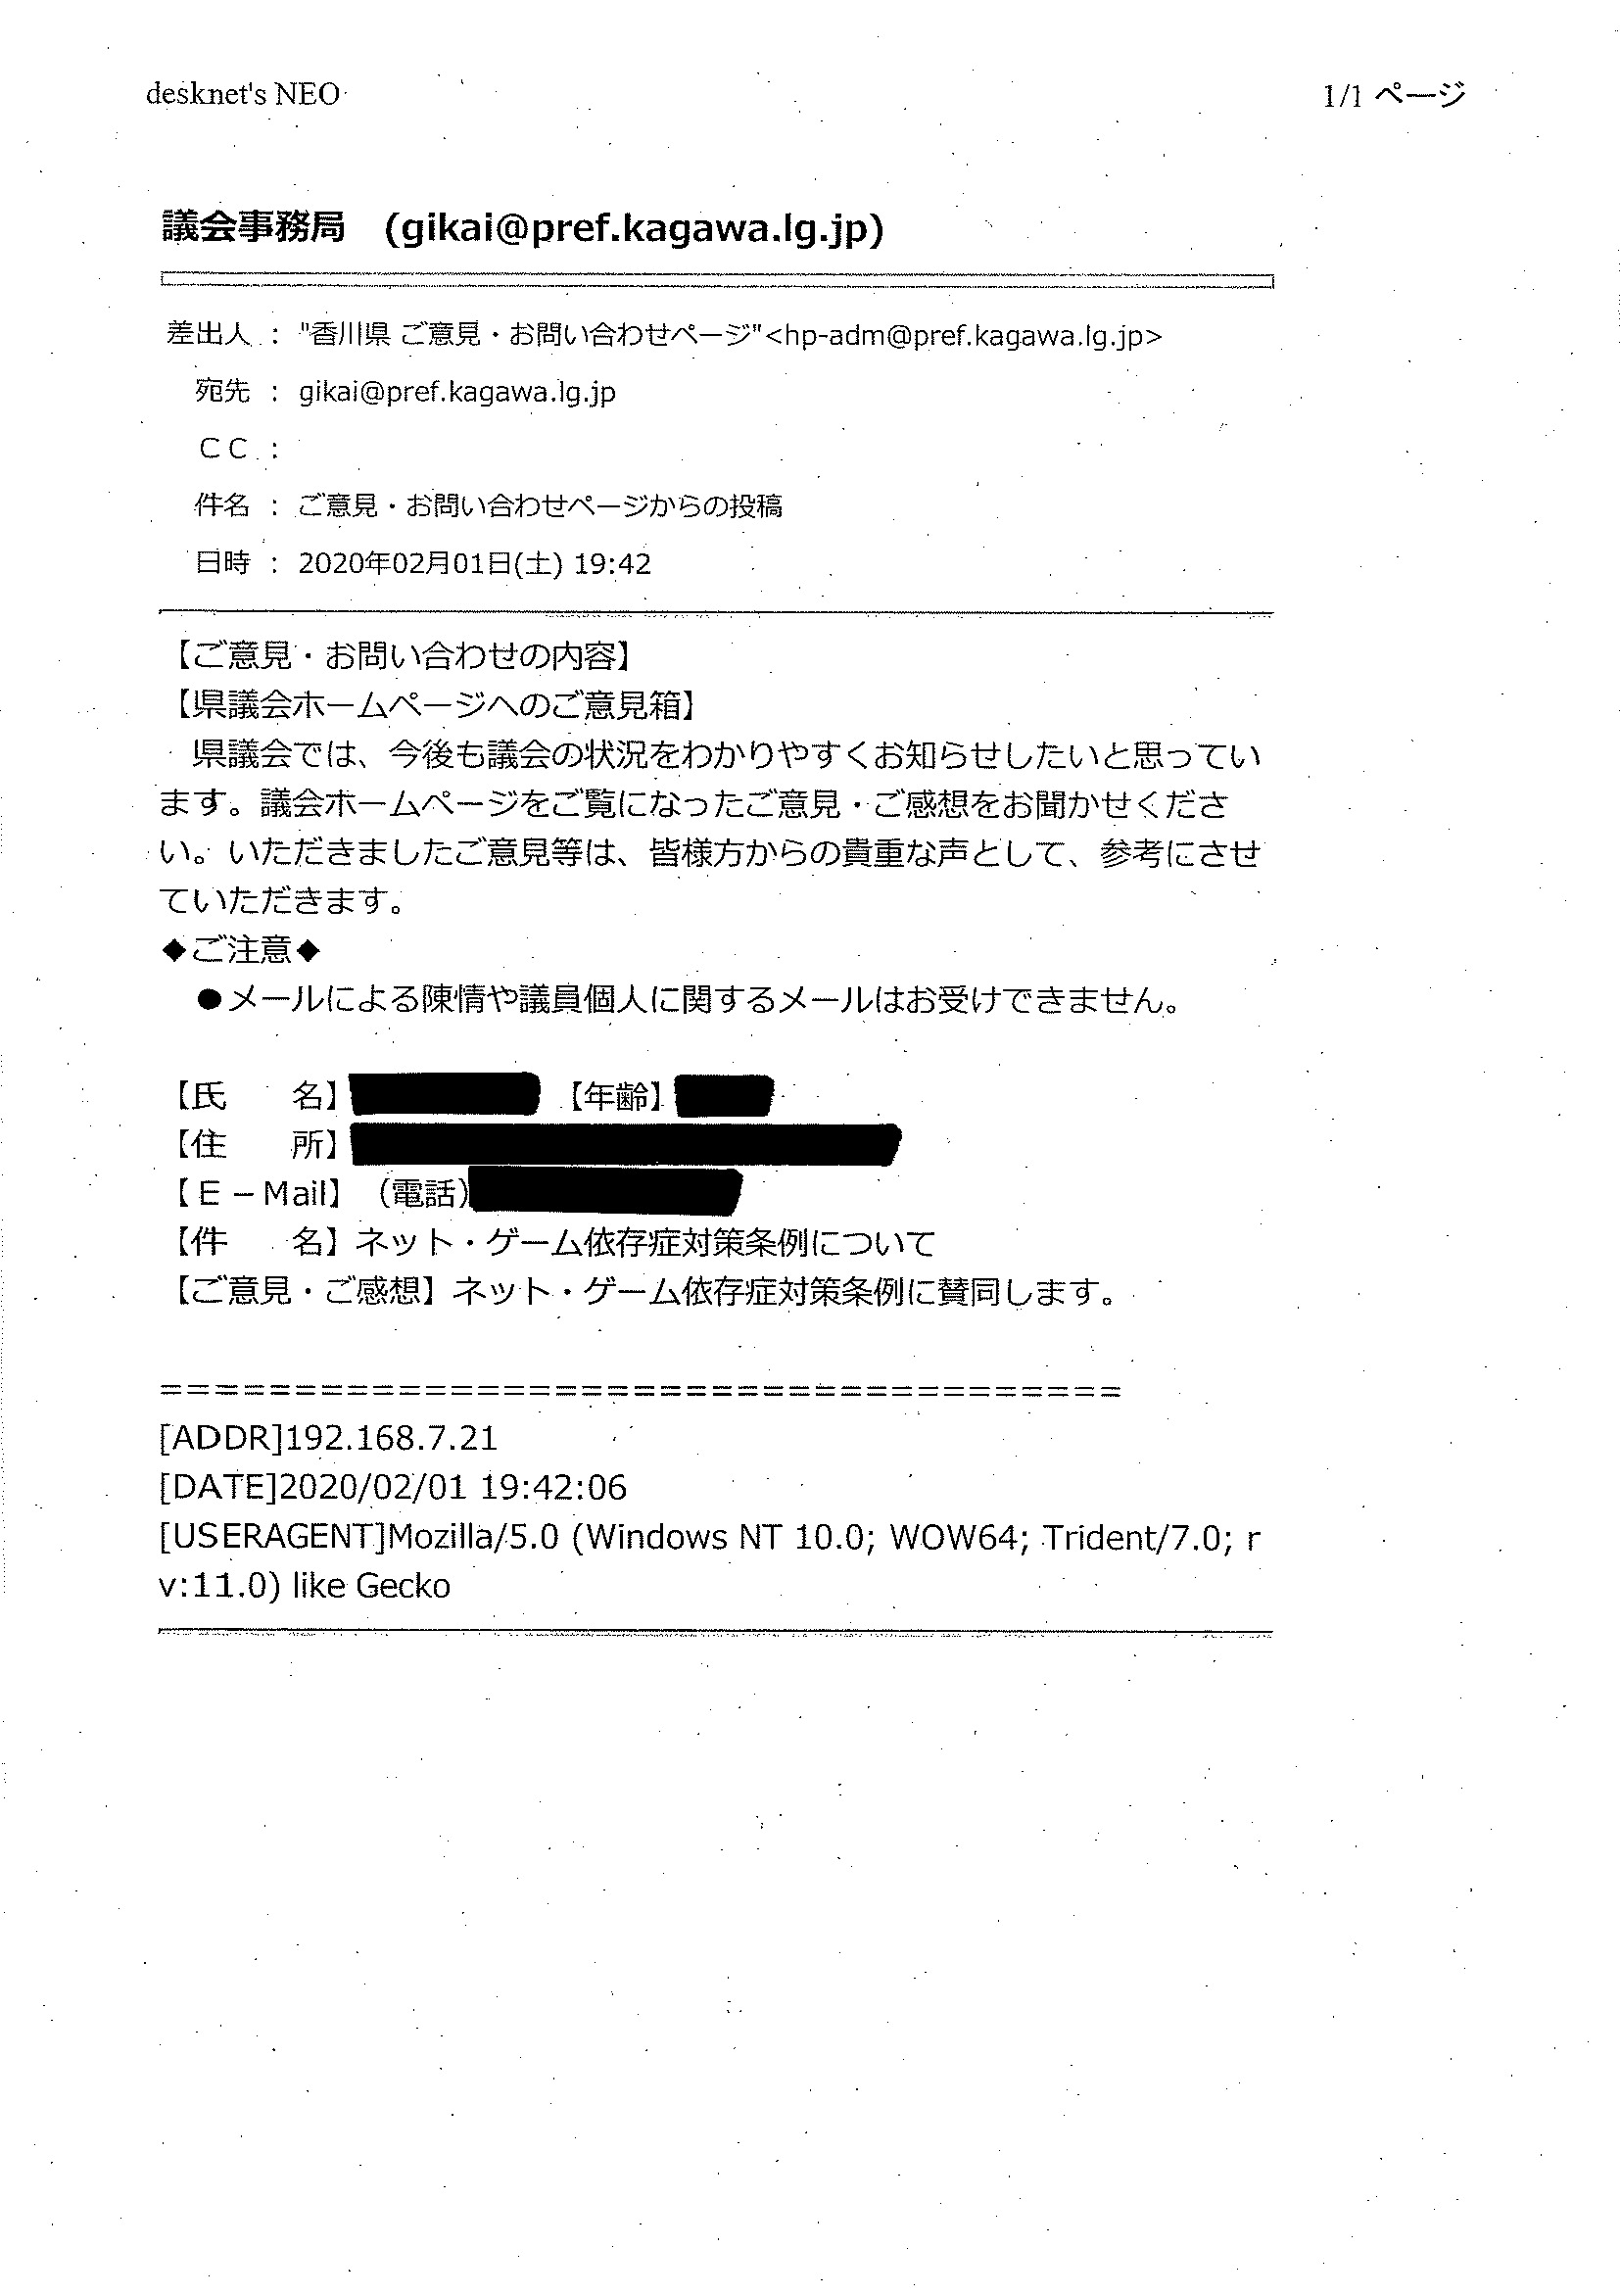 desknet's NEO
1/1 ページ
議会事務局 (gikai@pref.kagawa.lg.jp)
差出人 : "香川県 ご意見・お問い合わせページ"<hp-adm@pref.kagawa.lg.jp>
宛先 : gikai@pref.kagawa.lg.jp
ＣＣ :
件名 : ご意見・お問い合わせページからの投稿
日時 : 2020年02月01日(土) 19:42
【ご意見・お問い合わせの内容】
【県議会ホームページへのご意見箱】
県議会では、今後も議会の状況をわかりやすくお知らせしたいと思ってい
ます。議会ホームページをご覧になったご意見・ご感想をお聞かせくださ
い。いただきましたご意見等は、皆様方からの貴重な声として、参考にさせ
ていただきます。
◆ご注意◆
●メールによる陳情や議員個人に関するメールはお受けできません。
【氏　　名】 【年齢】
【住　　所】
【Ｅ－Mail】（電話）
【件　　名】ネット・ゲーム依存症対策条例について
【ご意見・ご感想】ネット・ゲーム依存症対策条例に賛同します。
=====================================
[ADDR]192.168.7.21
[DATE]2020/02/01 19:42:06
[USERAGENT]Mozilla/5.0 (Windows NT 10.0; WOW64; Trident/7.0; r
v:11.0) like Gecko